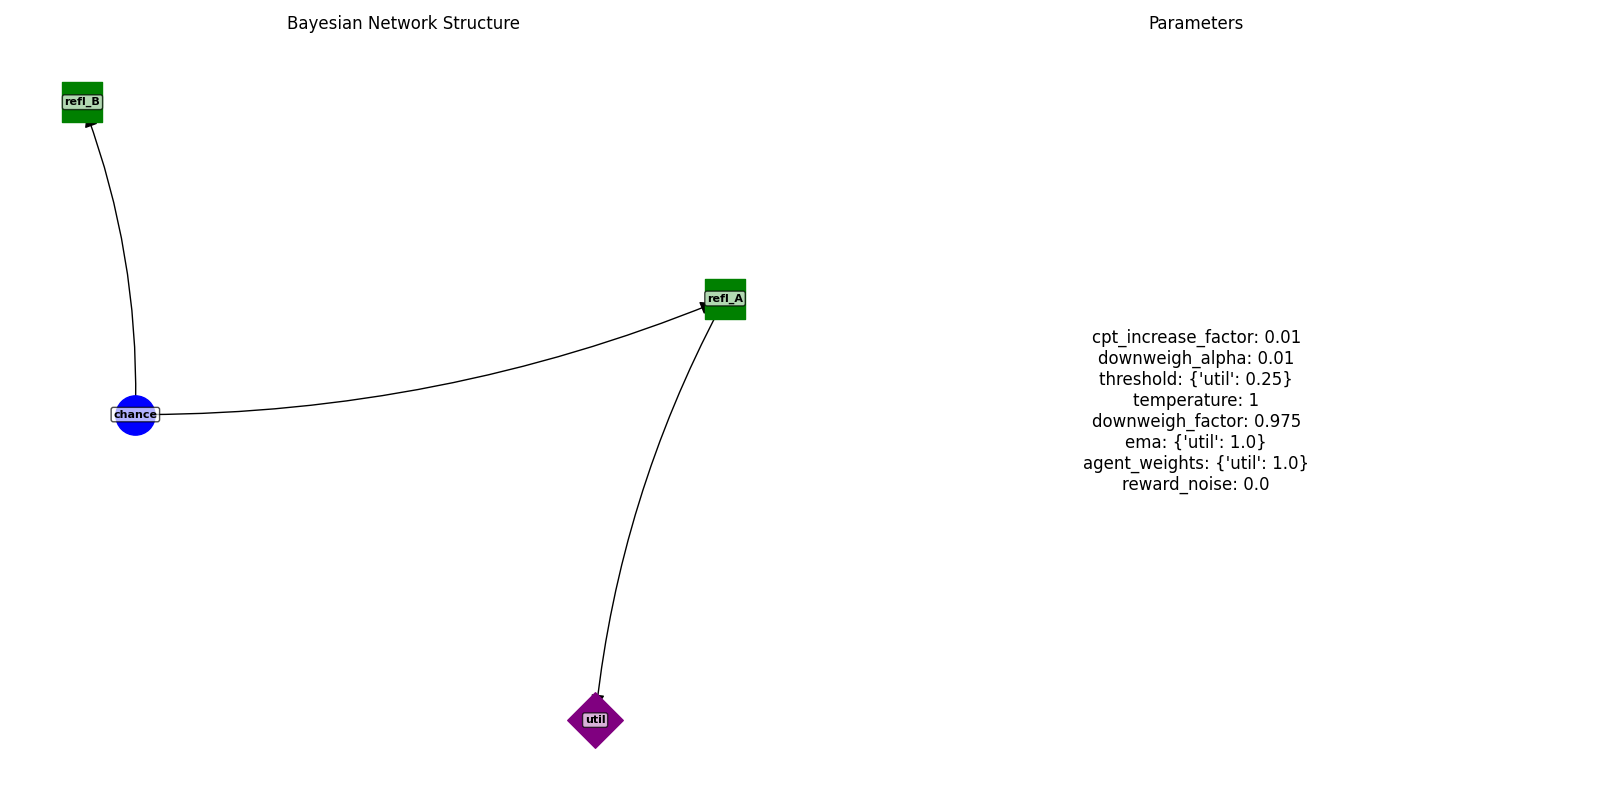 Bayesian Network Structure
Parameters
refl_B
refl_A
chance
util
cpt_increase_factor: 0.01
downweigh_alpha: 0.01
threshold: {'util': 0.25}
temperature: 1
downweigh_factor: 0.975
ema: {'util': 1.0}
agent_weights: {'util': 1.0}
reward_noise: 0.0